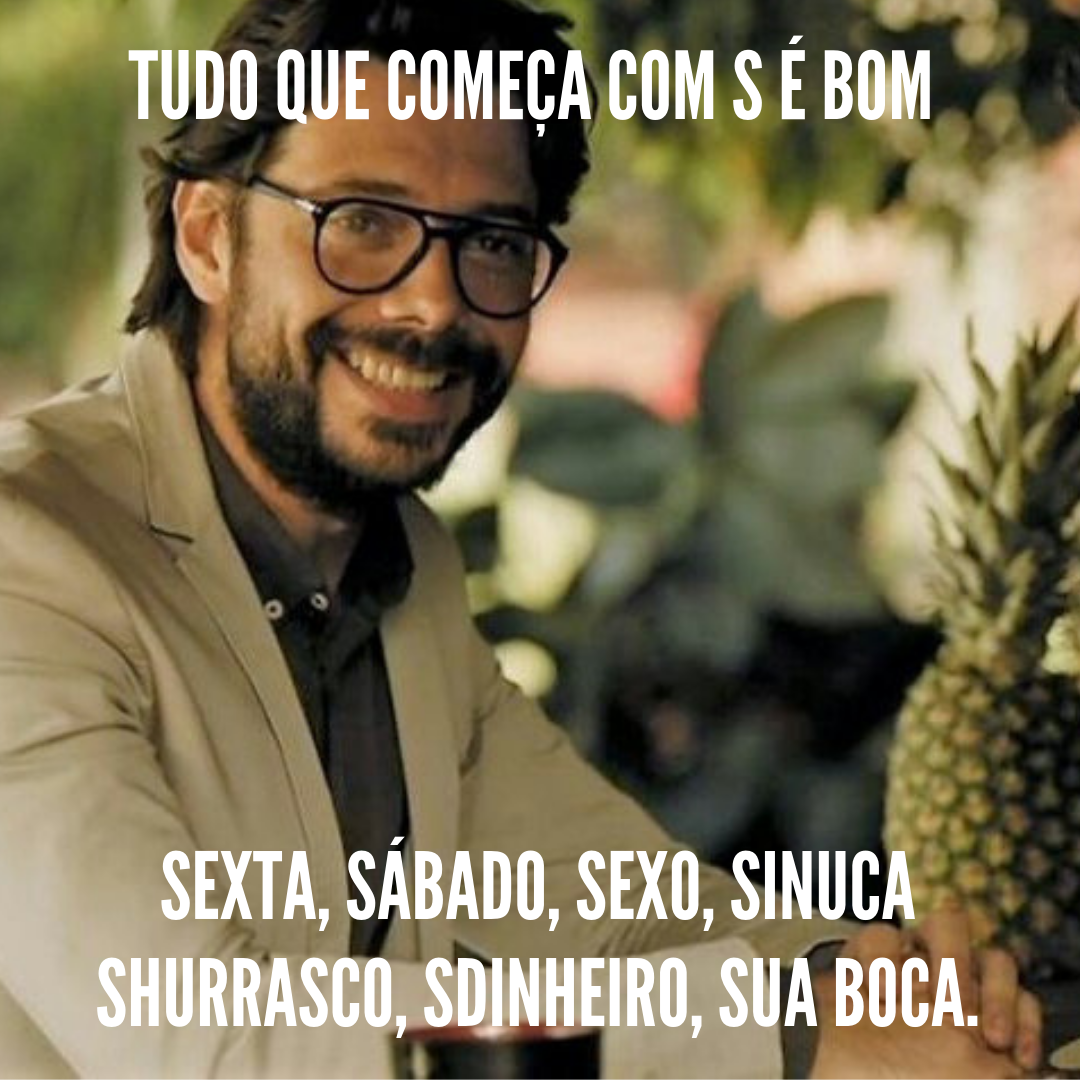 TUDO QUE COMEÇA COM S É BOM
SEXTA, SÁBADO, SEXO, SINUCA
SHURRASCO, SDINHEIRO, SUA BOCA.